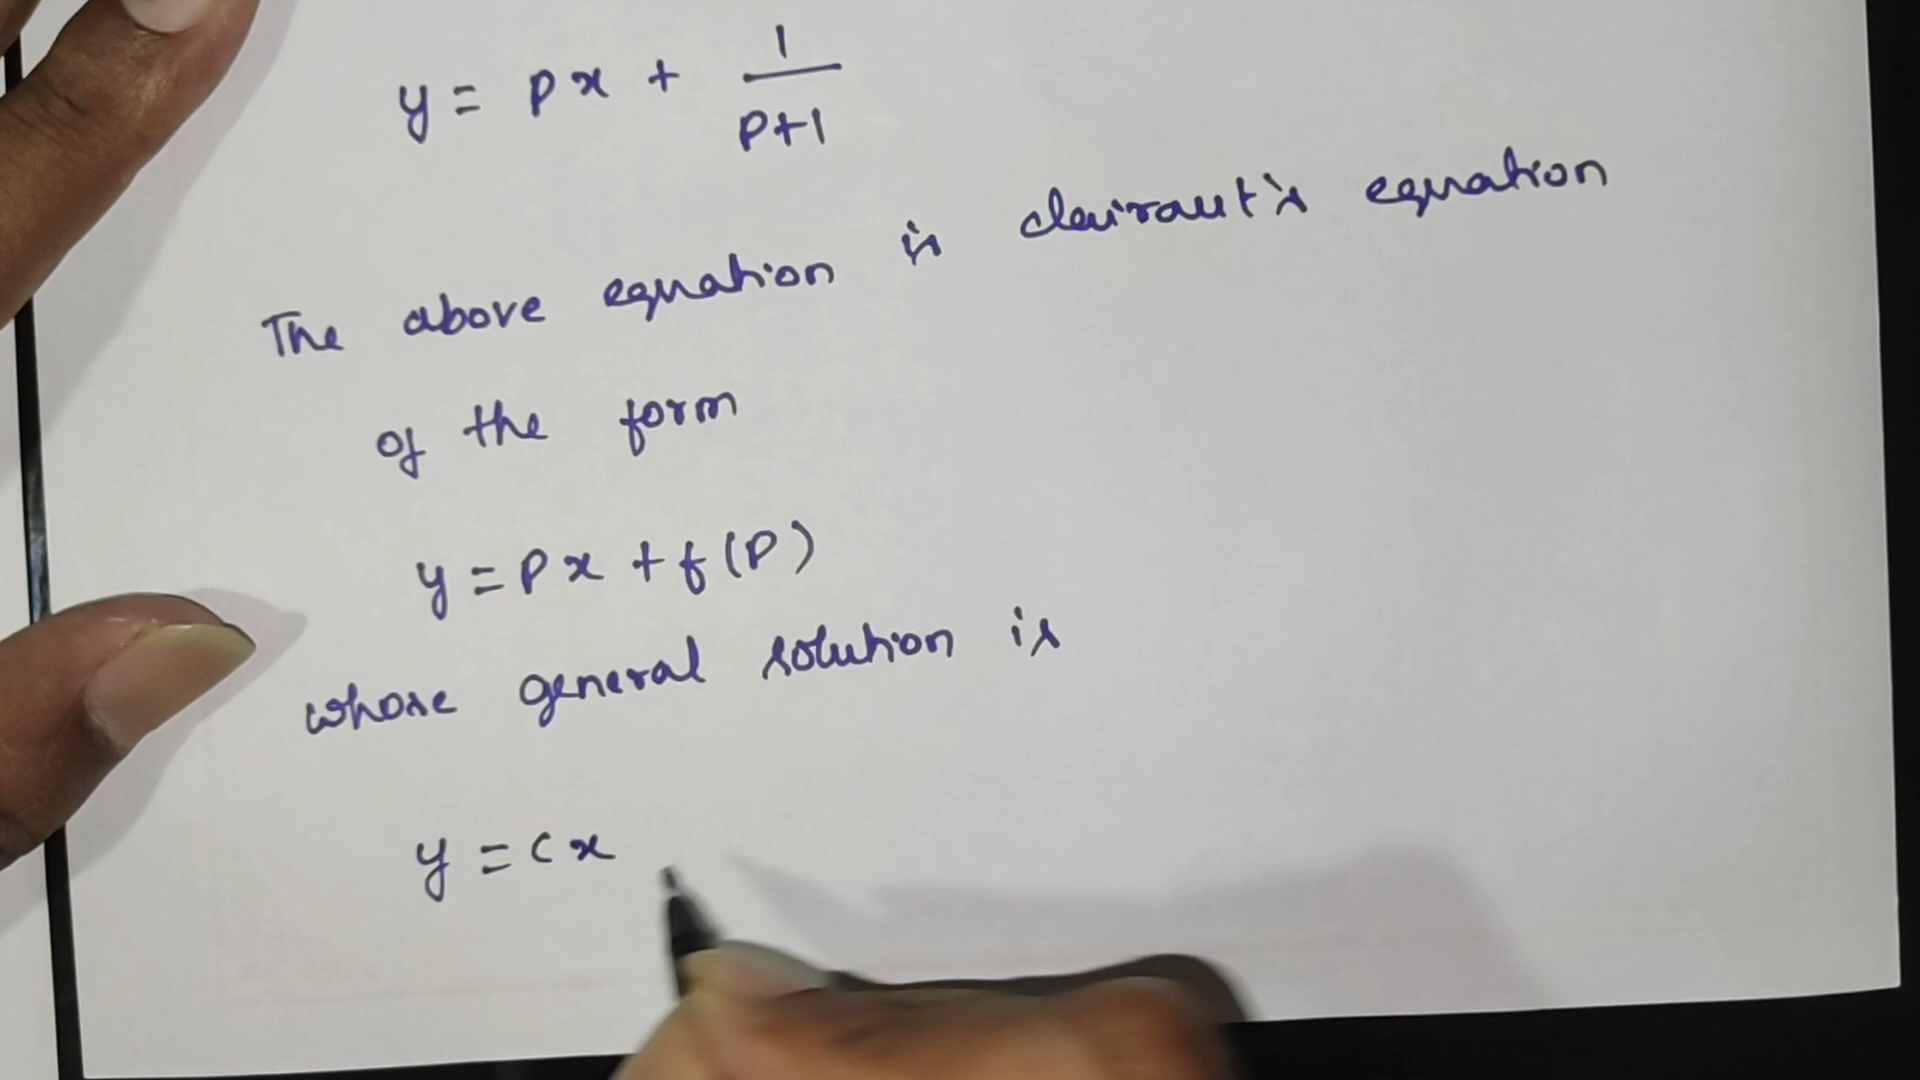 y = px + 1/(p+1)
The above equation is clairaut's equation
of the form
y = px + f(p)
whose general solution is
y = cx